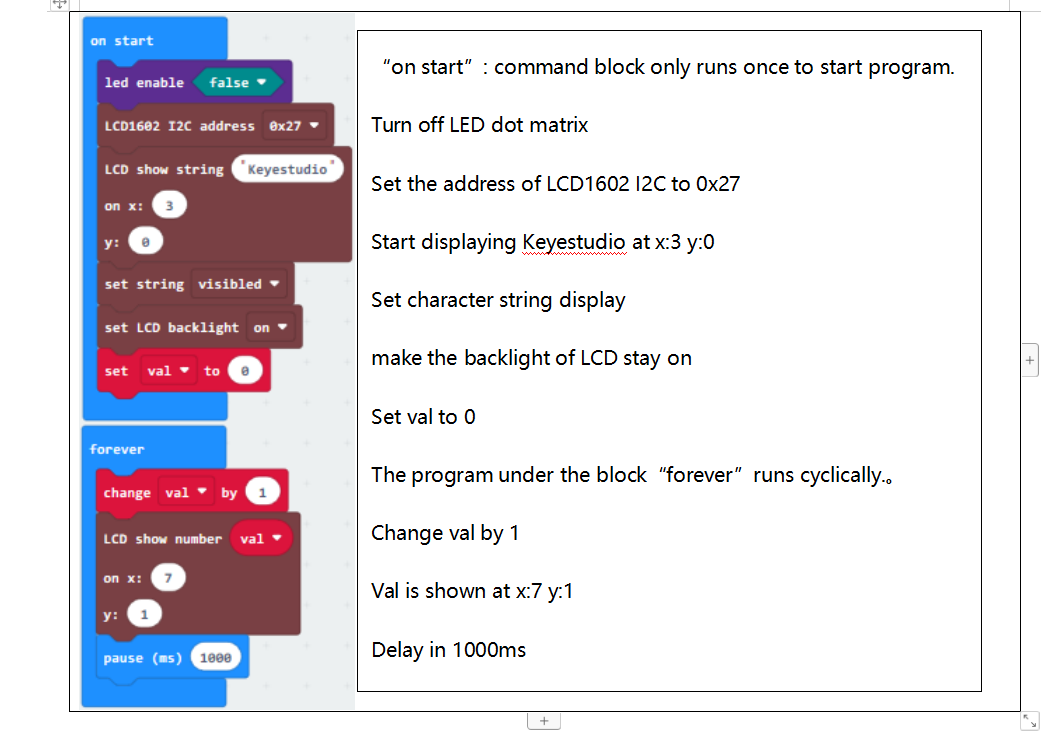 on start
led enable false
LCD1602 I2C address 0x27
LCD show string "Keyestudio"
on x: 3
y: 0
set string visibled
set LCD backlight on
set val to 0
forever
change val by 1
LCD show number val
on x: 7
y: 1
pause (ms) 1000
“on start”: command block only runs once to start program.
Turn off LED dot matrix
Set the address of LCD1602 I2C to 0x27
Start displaying Keyestudio at x:3 y:0
Set character string display
make the backlight of LCD stay on
Set val to 0
The program under the block “forever” runs cyclically.。
Change val by 1
Val is shown at x:7 y:1
Delay in 1000ms